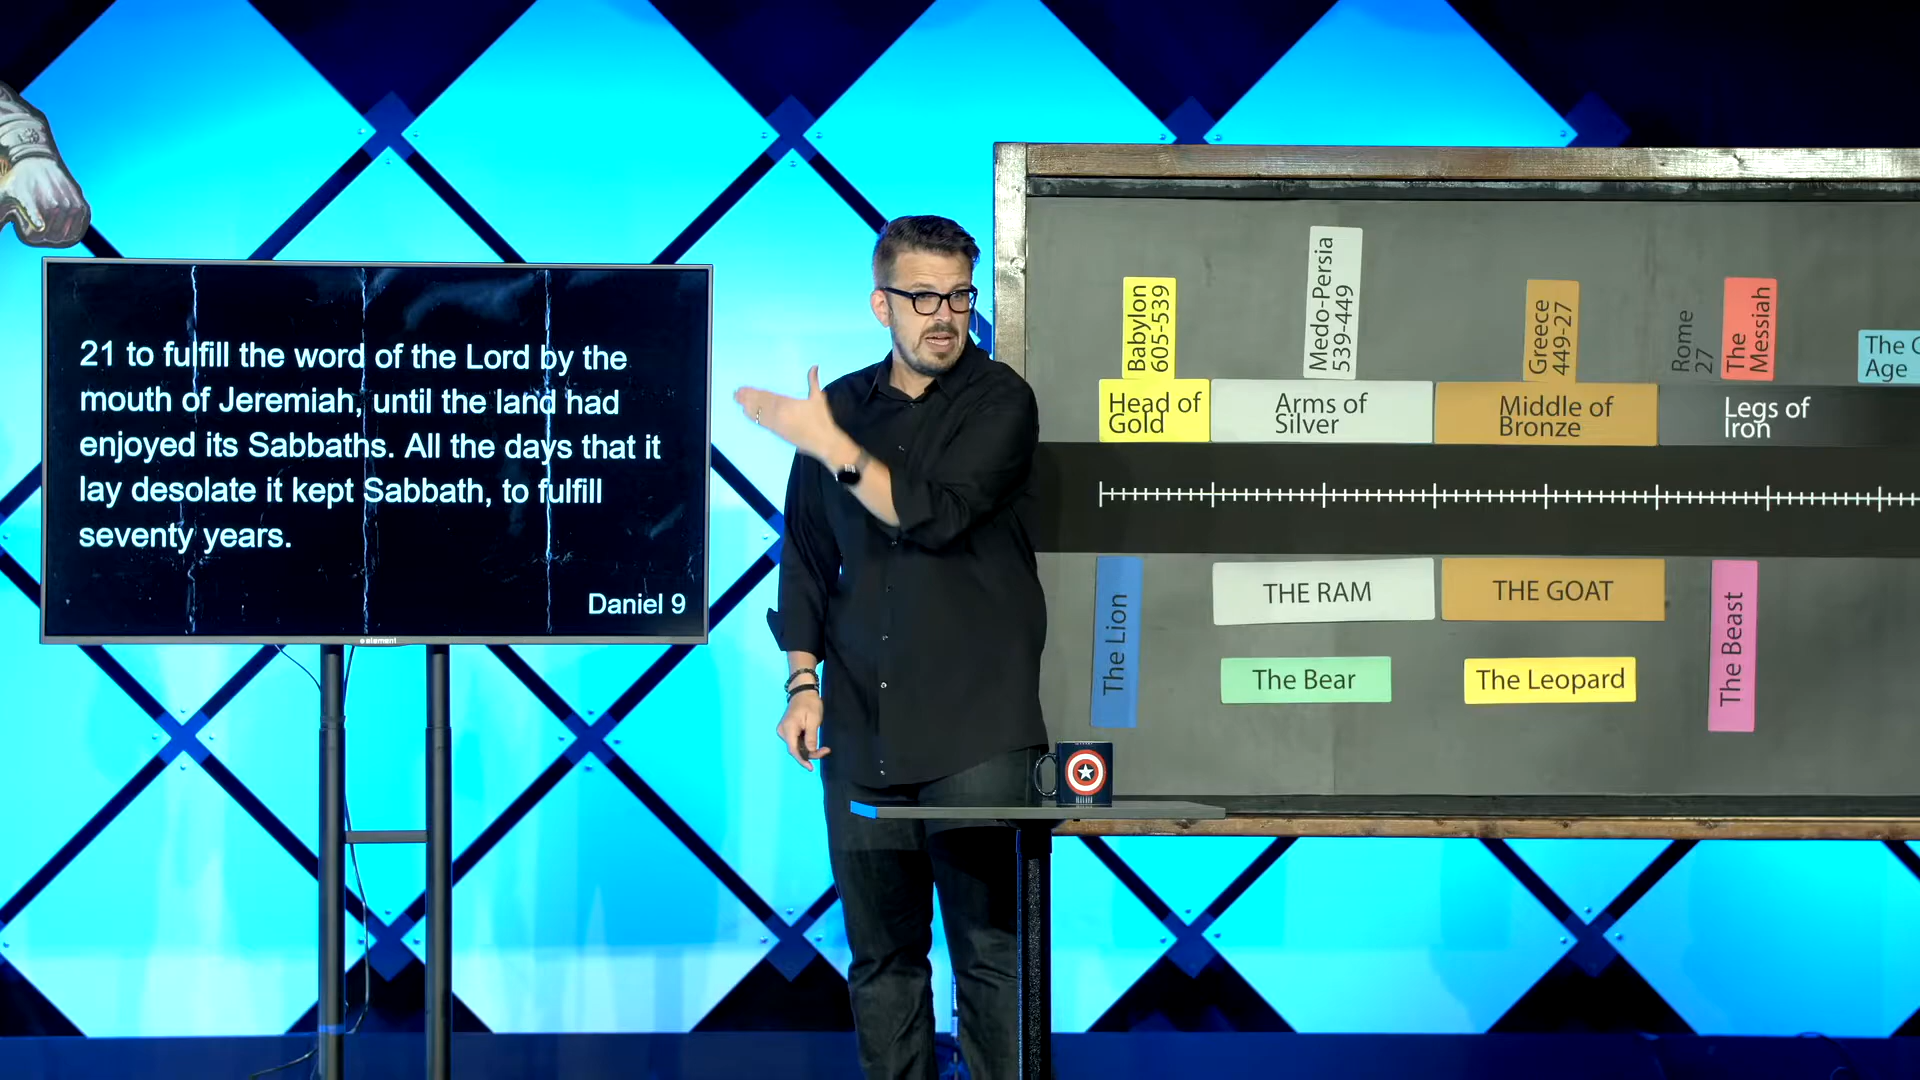 21 to fulfill the word of the Lord by the
mouth of Jeremiah, until the land had
enjoyed its Sabbaths. All the days that it
lay desolate it kept Sabbath, to fulfill
seventy years.
Daniel 9
element
Babylon
605-539
Medo-Persia
539-449
Greece
449-27
Rome
27
The
Messiah
The C
Age
Head of
Gold
Arms of
Silver
Middle of
Bronze
Legs of
Iron
The Lion
THE RAM
THE GOAT
The Beast
The Bear
The Leopard